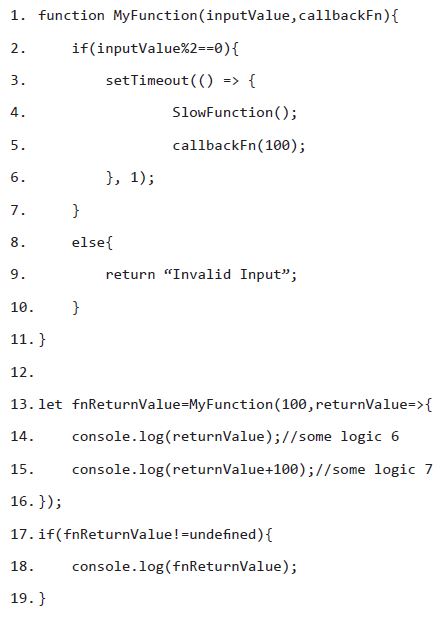 1. function MyFunction(inputValue,callbackFn){
2. if(inputValue%2==0){
3. setTimeout(() => {
4. SlowFunction();
5. callbackFn(100);
6. }, 1);
7. }
8. else{
9. return “Invalid Input”;
10. }
11. }
12.
13. let fnReturnValue=MyFunction(100,returnValue=>{
14. console.log(returnValue);//some logic 6
15. console.log(returnValue+100);//some logic 7
16. });
17. if(fnReturnValue!=undefined){
18. console.log(fnReturnValue);
19. }